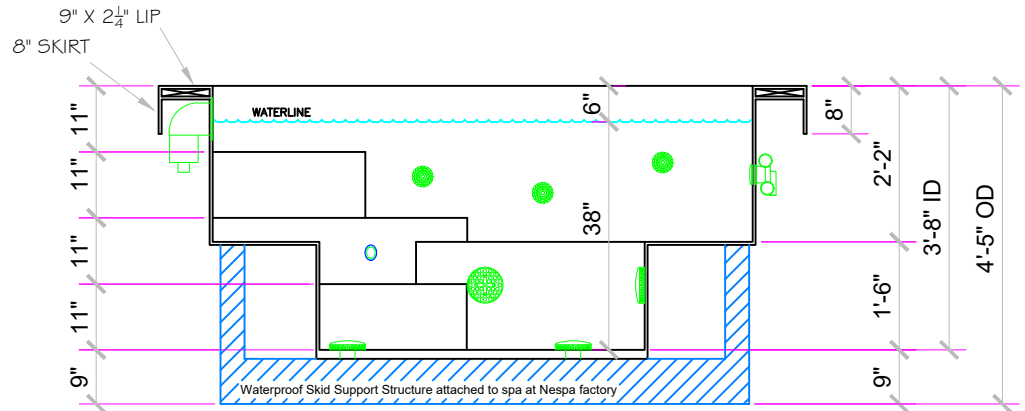 9" X 2¼" LIP
8" SKIRT
WATERLINE
11"
11"
11"
11"
9"
6"
38"
8"
2'-2"
1'-6"
9"
3'-8" ID
4'-5" OD
Waterproof Skid Support Structure attached to spa at Nespa factory